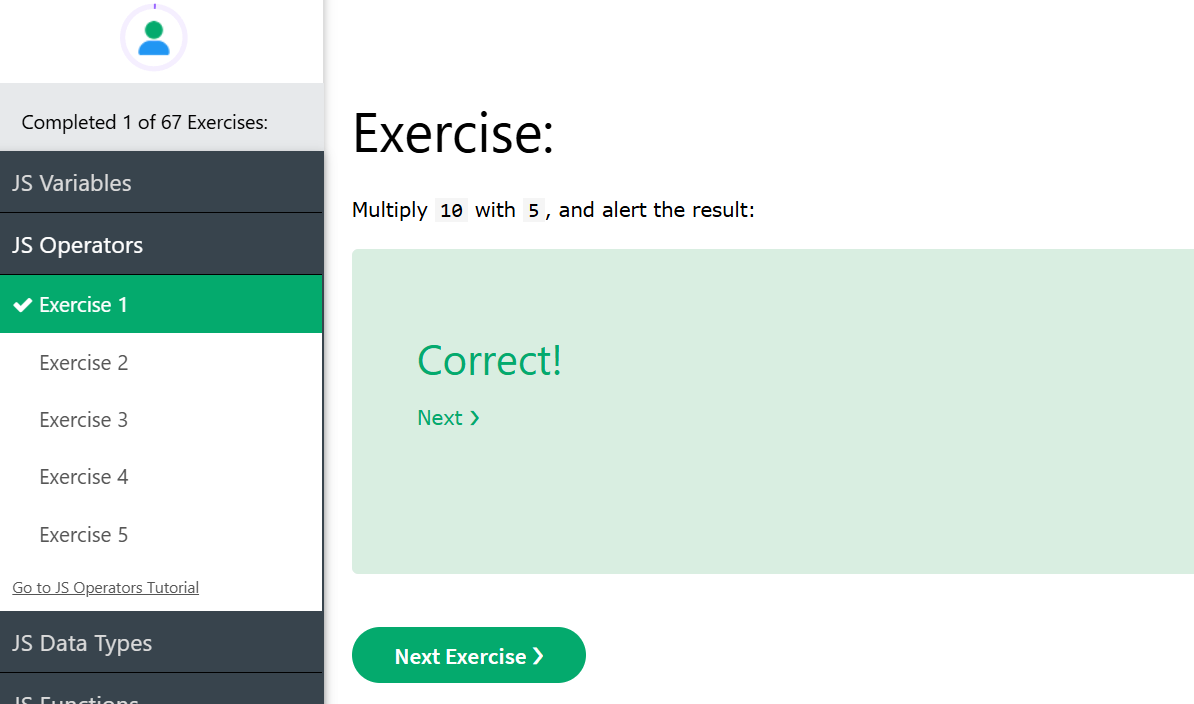 Completed 1 of 67 Exercises:
JS Variables
JS Operators
Exercise 1
Exercise 2
Exercise 3
Exercise 4
Exercise 5
Go to JS Operators Tutorial
JS Data Types
JS Functions
Exercise:
Multiply 10 with 5, and alert the result:
Correct!
Next ❯
Next Exercise ❯